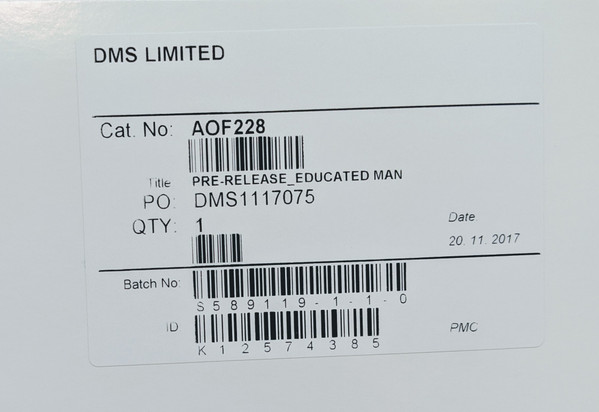 DMS LIMITED
Cat. No: AOF228
Title PRE-RELEASE_EDUCATED MAN
PO: DMS1117075
QTY: 1
Date
20. 11. 2017
Batch No:
S589119-1-1-0
ID
K12574385
PMC